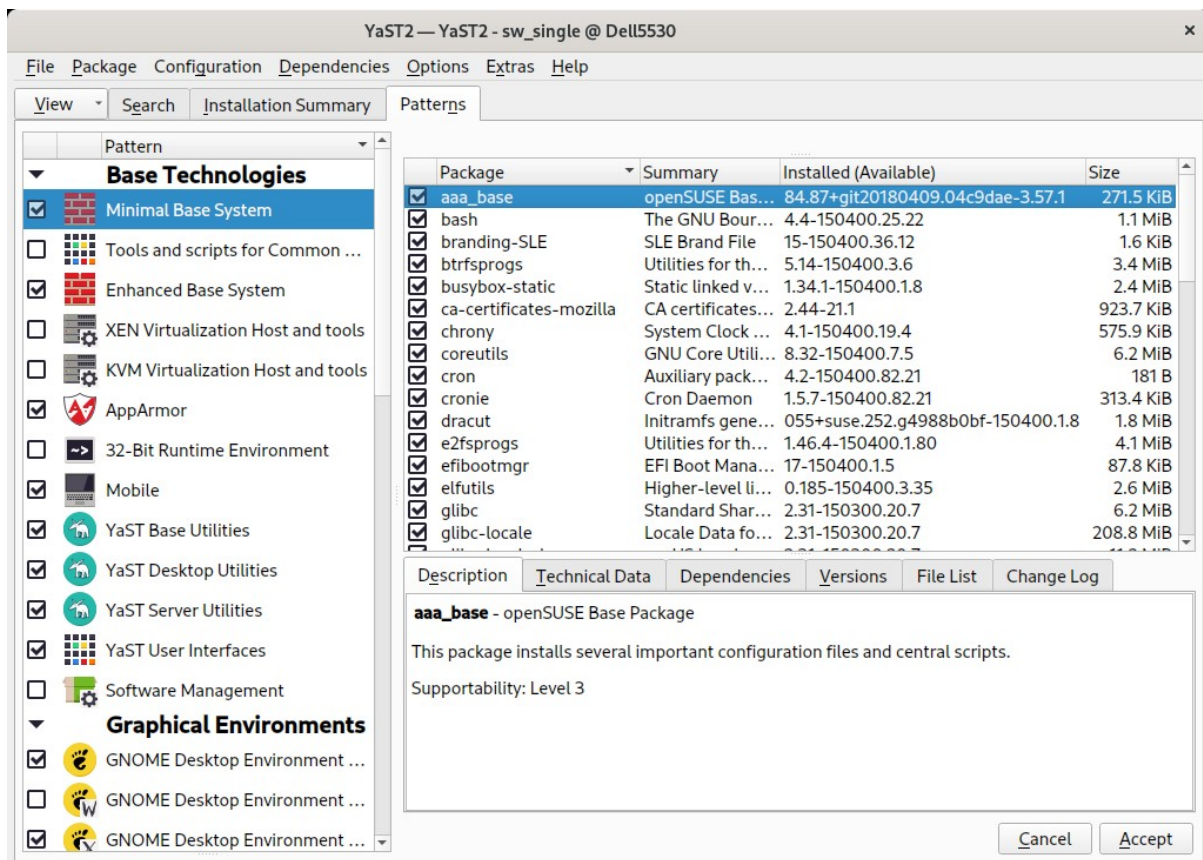 YaST2 — YaST2 - sw_single @ Dell5530
File Package Configuration Dependencies Options Extras Help
View Search Installation Summary Patterns
Pattern
Base Technologies
Minimal Base System
Tools and scripts for Common ...
Enhanced Base System
XEN Virtualization Host and tools
KVM Virtualization Host and tools
AppArmor
32-Bit Runtime Environment
Mobile
YaST Base Utilities
YaST Desktop Utilities
YaST Server Utilities
YaST User Interfaces
Software Management
Graphical Environments
GNOME Desktop Environment ...
GNOME Desktop Environment ...
GNOME Desktop Environment ...
Package Summary Installed (Available) Size
aaa_base openSUSE Bas... 84.87+git20180409.04c9dae-3.57.1 271.5 KiB
bash The GNU Bour... 4.4-150400.25.22 1.1 MiB
branding-SLE SLE Brand File 15-150400.36.12 1.6 KiB
btrfsprogs Utilities for th... 5.14-150400.3.6 3.4 MiB
busybox-static Static linked v... 1.34.1-150400.1.8 2.4 MiB
ca-certificates-mozilla CA certificates... 2.44-21.1 923.7 KiB
chrony System Clock ... 4.1-150400.19.4 575.9 KiB
coreutils GNU Core Utili... 8.32-150400.7.5 6.2 MiB
cron Auxiliary pack... 4.2-150400.82.21 181 B
cronie Cron Daemon 1.5.7-150400.82.21 313.4 KiB
dracut Initramfs gene... 055+suse.252.g4988b0bf-150400.1.8 1.8 MiB
e2fsprogs Utilities for th... 1.46.4-150400.1.80 4.1 MiB
efibootmgr EFI Boot Mana... 17-150400.1.5 87.8 KiB
elfutils Higher-level li... 0.185-150400.3.35 2.6 MiB
glibc Standard Shar... 2.31-150300.20.7 6.2 MiB
glibc-locale Locale Data fo... 2.31-150300.20.7 208.8 MiB
Description Technical Data Dependencies Versions File List Change Log
aaa_base - openSUSE Base Package
This package installs several important configuration files and central scripts.
Supportability: Level 3
Cancel Accept